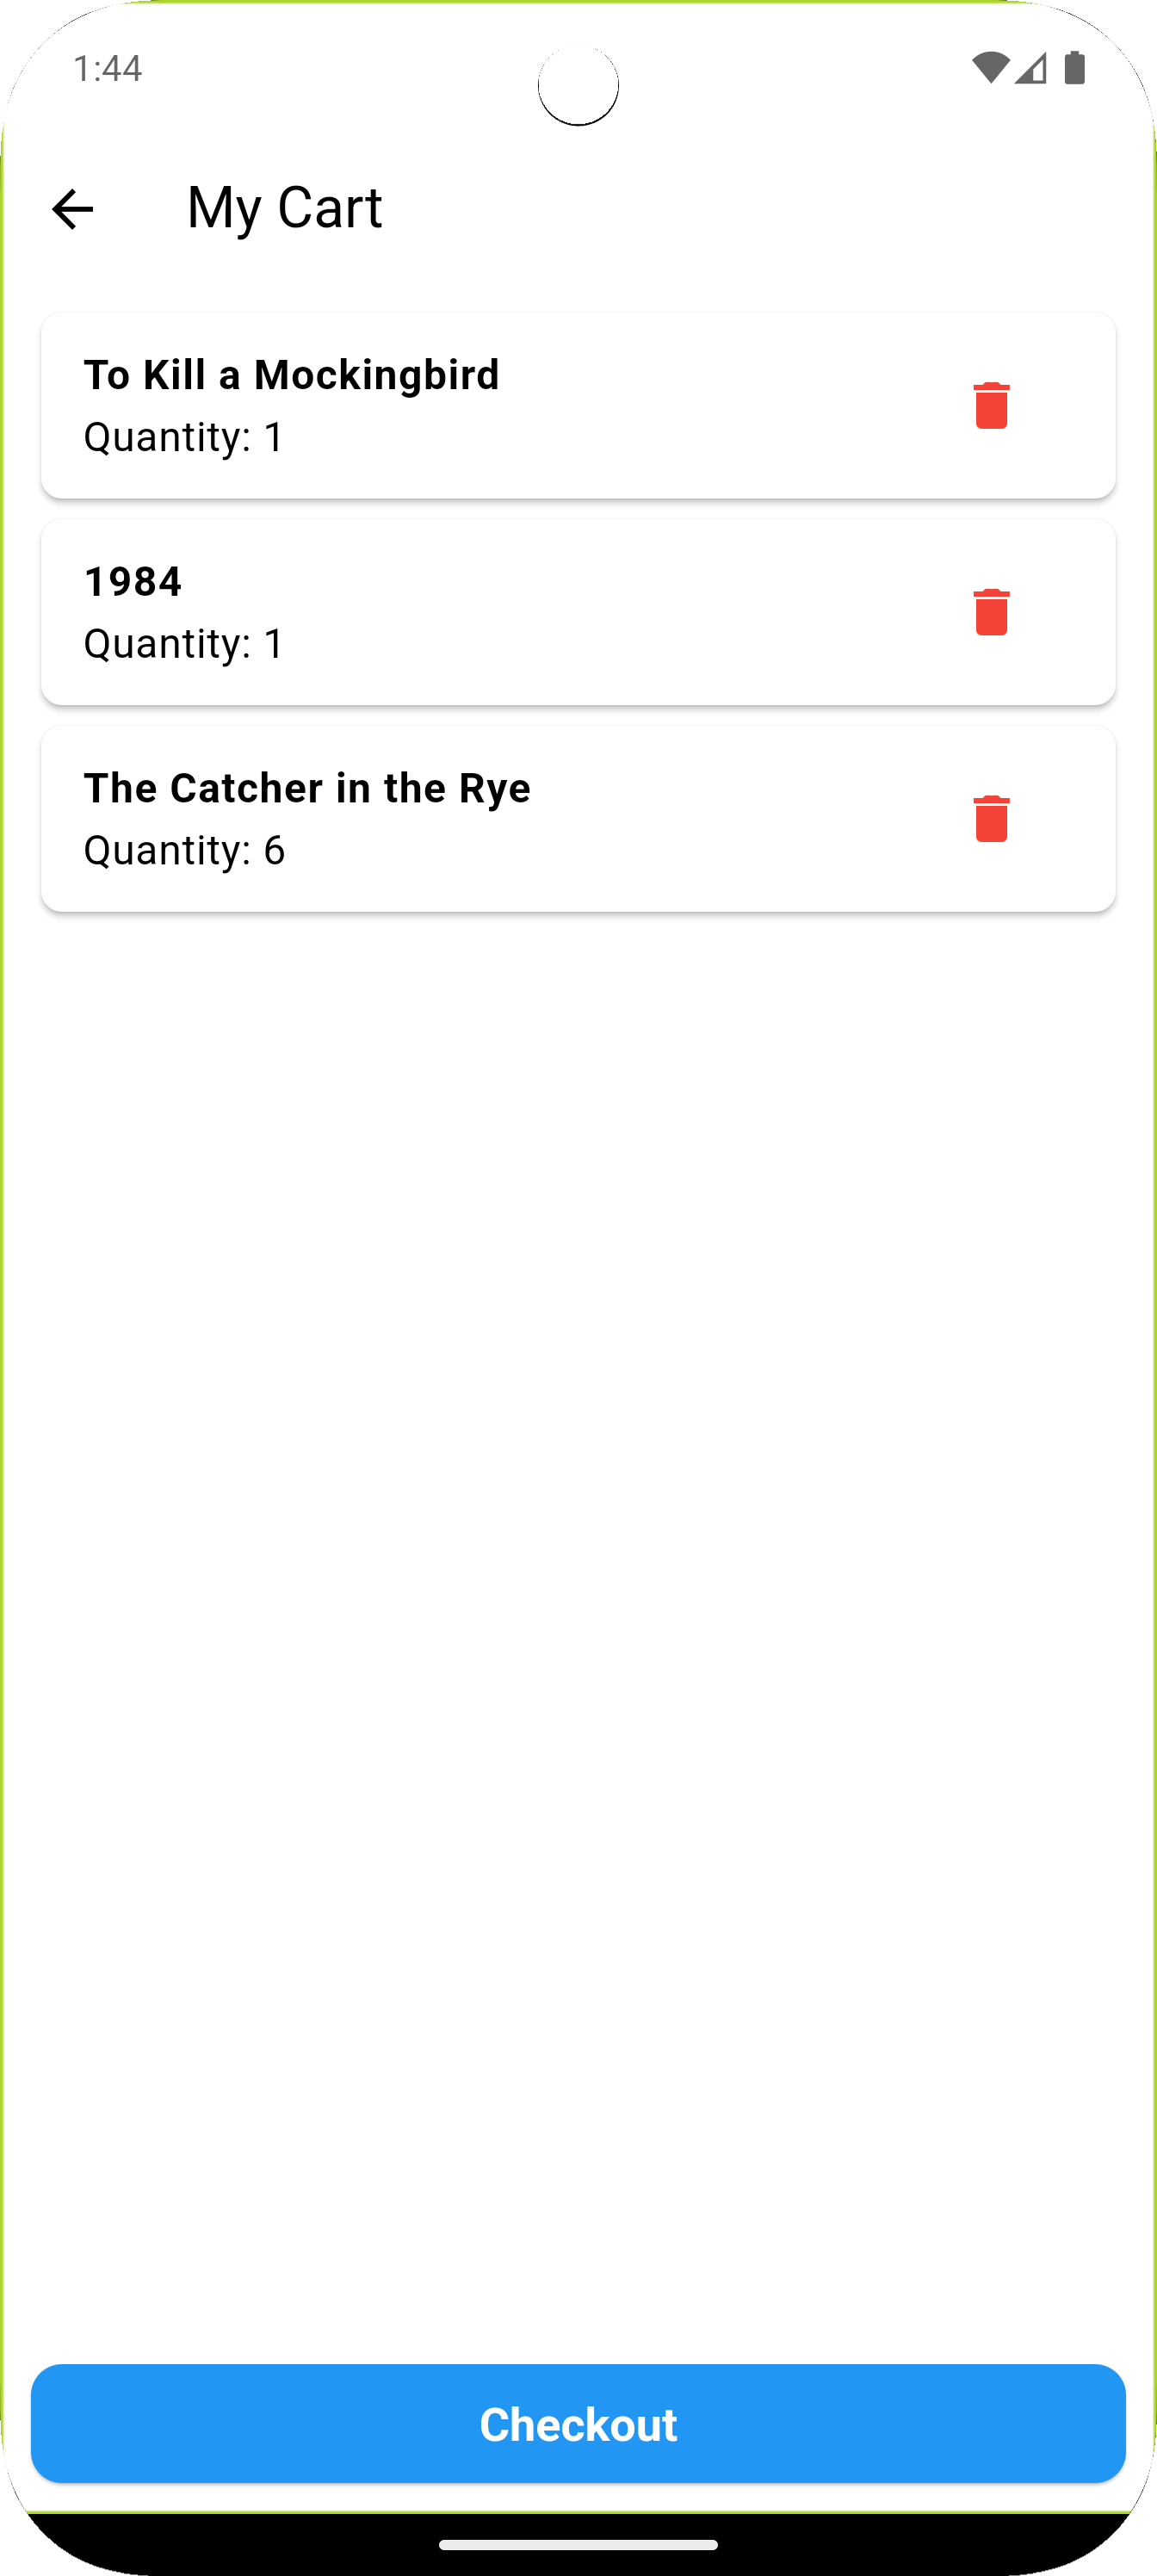 1:44
My Cart
To Kill a Mockingbird
Quantity: 1
1984
Quantity: 1
The Catcher in the Rye
Quantity: 6
Checkout